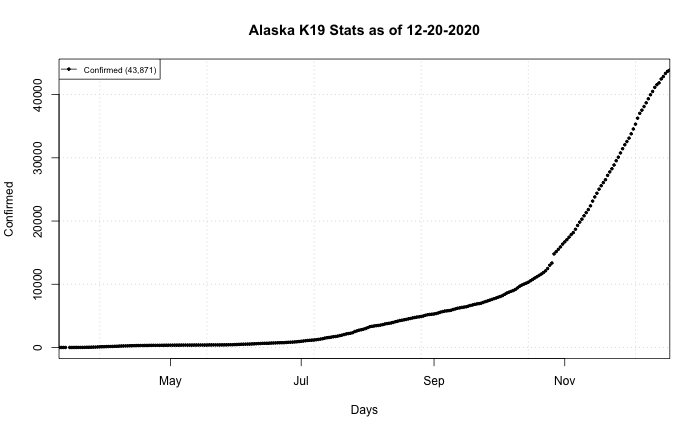 Alaska K19 Stats as of 12-20-2020
Confirmed (43,871)
Confirmed
40000
30000
20000
10000
0
May Jul Sep Nov
Days